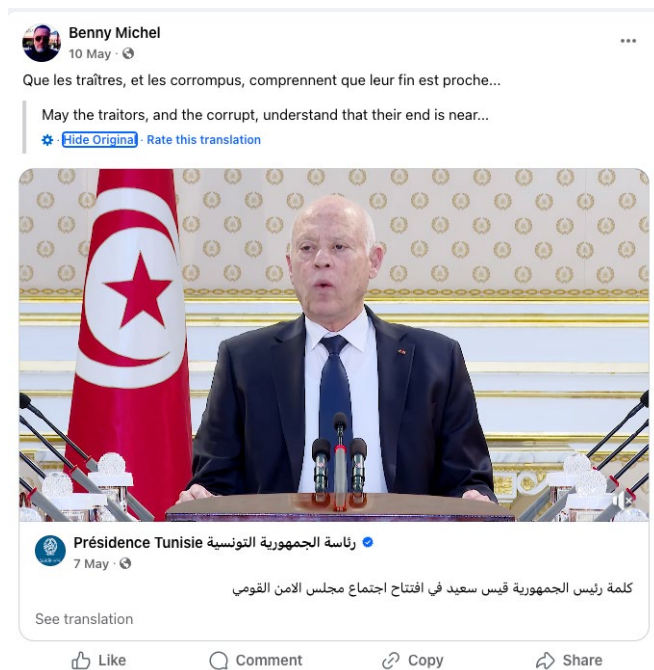 Benny Michel
10 May ·
Que les traîtres, et les corrompus, comprennent que leur fin est proche...
May the traitors, and the corrupt, understand that their end is near...
· Hide Original · Rate this translation
Présidence Tunisie رئاسة الجمهورية التونسية
7 May ·
كلمة رئيس الجمهورية قيس سعيد في افتتاح اجتماع مجلس الامن القومي
See translation
Like Comment Copy Share